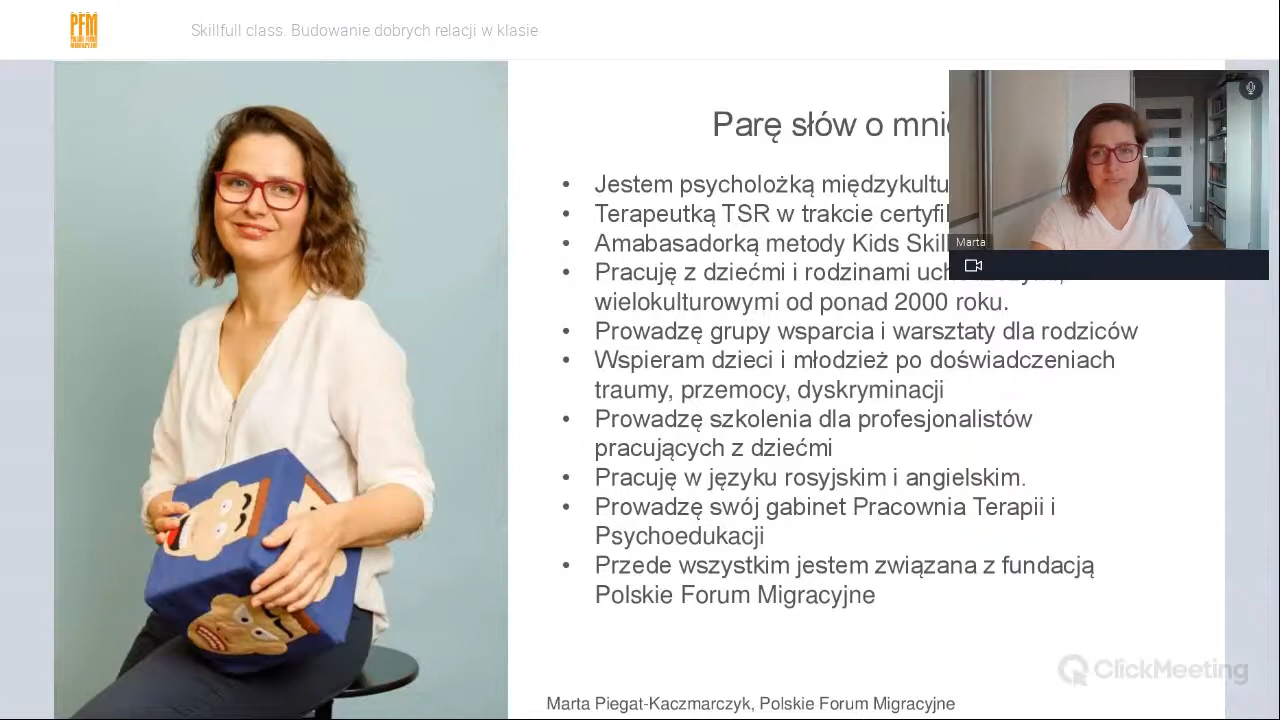 PFM
Skillfull class. Budowanie dobrych relacji w klasie
Parę słów o mnie
• Jestem psycholożką międzykultu
• Terapeutką TSR w trakcie certyfi
• Amabasadorką metody Kids Skil
• Pracuję z dziećmi i rodzinami uch
wielokulturowymi od ponad 2000 roku.
• Prowadzę grupy wsparcia i warsztaty dla rodziców
• Wspieram dzieci i młodzież po doświadczeniach
traumy, przemocy, dyskryminacji
• Prowadzę szkolenia dla profesjonalistów
pracujących z dziećmi
• Pracuję w języku rosyjskim i angielskim.
• Prowadzę swój gabinet Pracownia Terapii i
Psychoedukacji
• Przede wszystkim jestem związana z fundacją
Polskie Forum Migracyjne
Marta
ClickMeeting
Marta Piegat-Kaczmarczyk, Polskie Forum Migracyjne